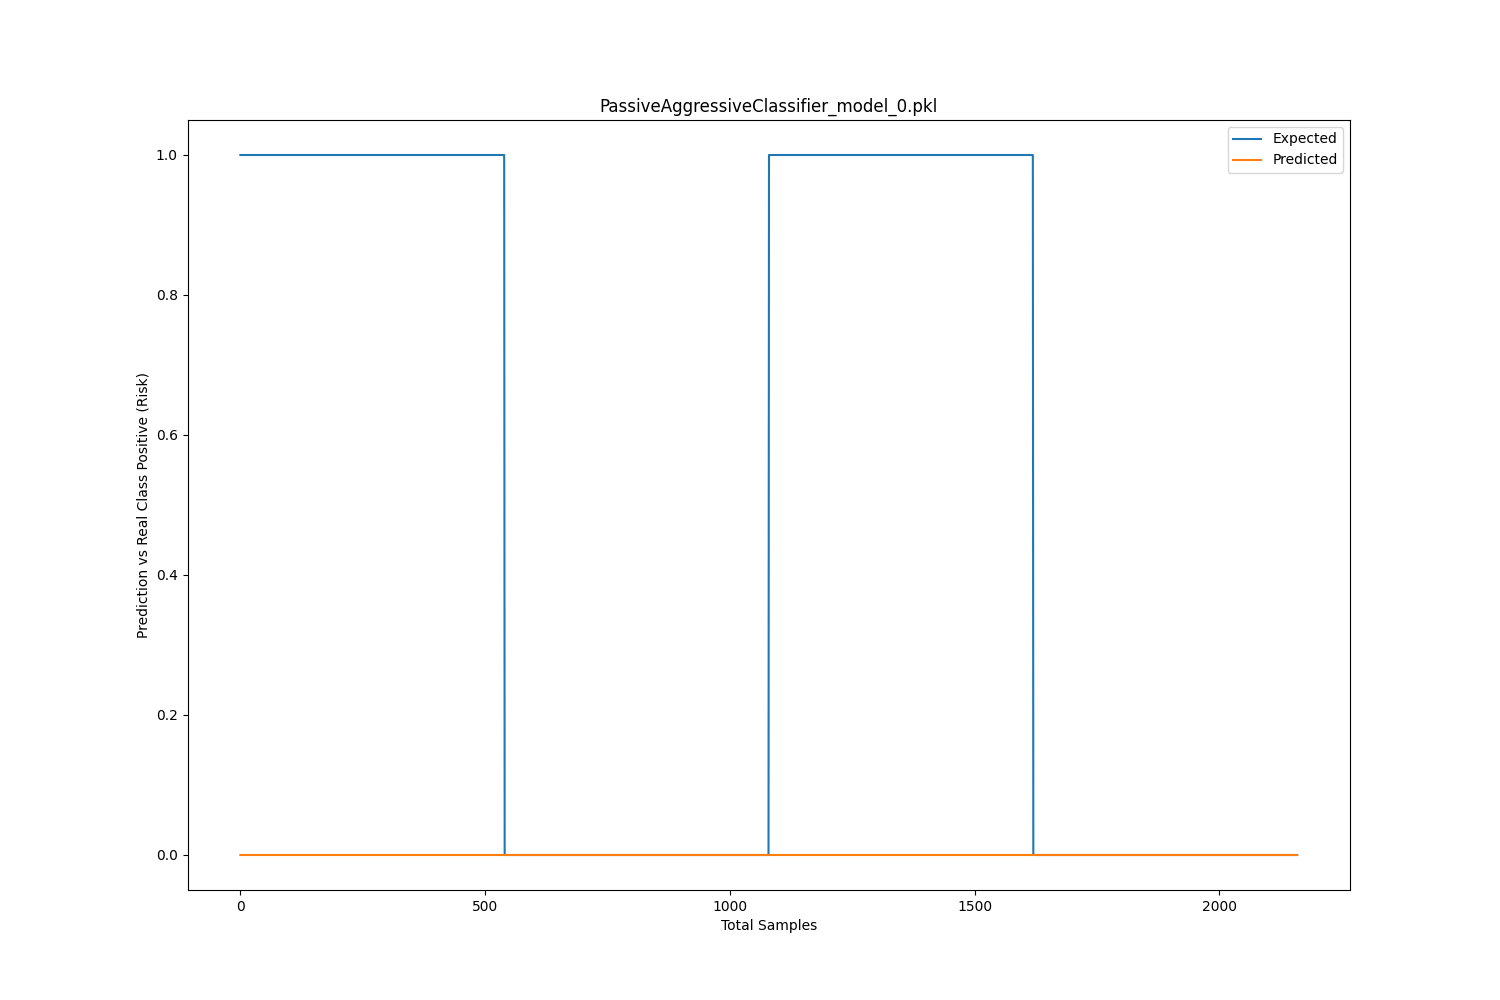 PassiveAggressiveClassifier_model_0.pkl
Expected
Predicted
1.0
0.8
0.6
0.4
0.2
0.0
Prediction vs Real Class Positive (Risk)
0 500 1000 1500 2000
Total Samples